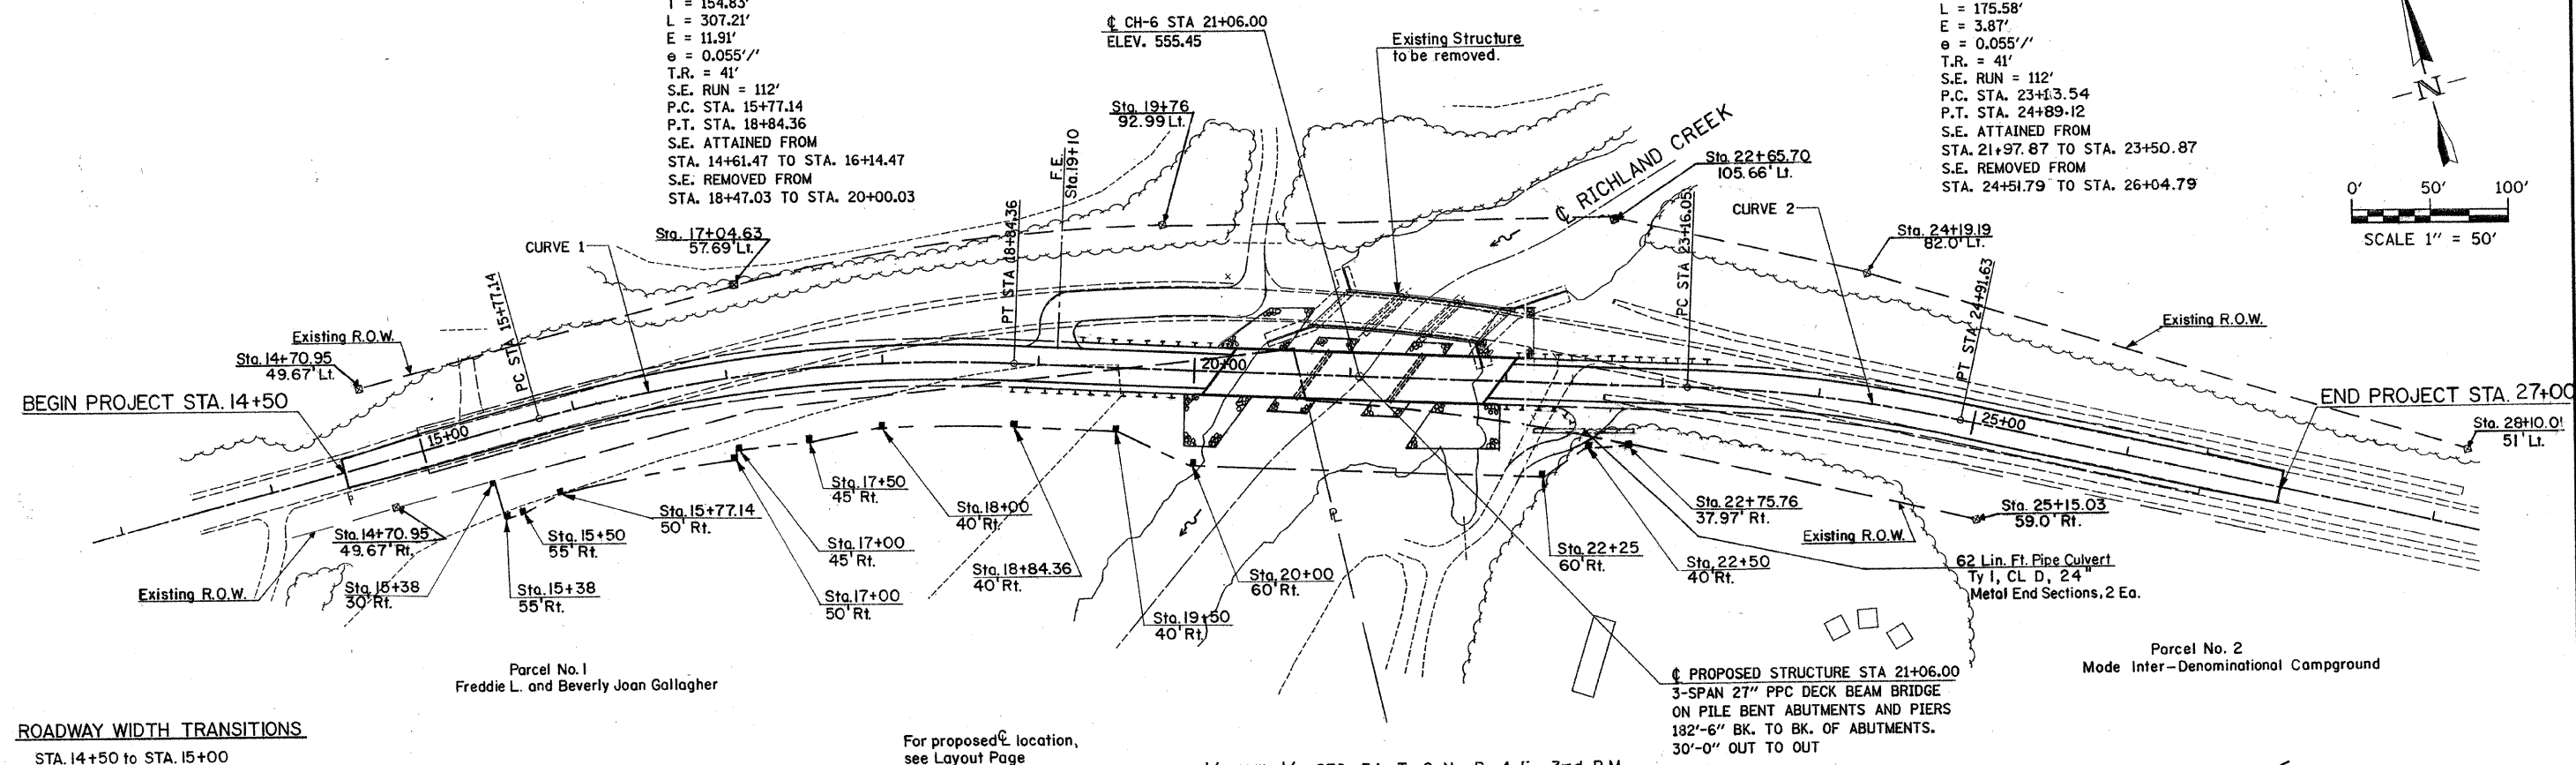 T = 154.83'
L = 307.21'
E = 11.91'
e = 0.055'/'
T.R. = 41'
S.E. RUN = 112'
P.C. STA. 15+77.14
P.T. STA. 18+84.36
S.E. ATTAINED FROM
STA. 14+61.47 TO STA. 16+14.47
S.E. REMOVED FROM
STA. 18+47.03 TO STA. 20+00.03
℄ CH-6 STA 21+06.00
ELEV. 555.45
Existing Structure
to be removed.
L = 175.58'
E = 3.87'
e = 0.055'/'
T.R. = 41'
S.E. RUN = 112'
P.C. STA. 23+13.54
P.T. STA. 24+89.12
S.E. ATTAINED FROM
STA. 21+97.87 TO STA. 23+50.87
S.E. REMOVED FROM
STA. 24+51.79 TO STA. 26+04.79
N
0' 50' 100'
SCALE 1" = 50'
Sta. 19+76
92.99 Lt.
F.E.
Sta. 19+10
℄ RICHLAND CREEK
Sta. 22+65.70
105.66' Lt.
CURVE 1
Sta. 17+04.63
57.69' Lt.
PT STA 18+84.36
PC STA 23+16.05
CURVE 2
Sta. 24+19.19
82.0' Lt.
PC STA 15+77.14
PT STA 24+91.63
Existing R.O.W.
Existing R.O.W.
Sta. 14+70.95
49.67' Lt.
BEGIN PROJECT STA. 14+50
END PROJECT STA. 27+00
Sta. 28+10.01
51' Lt.
15+00
20+00
25+00
Sta. 14+70.95
49.67' Rt.
Existing R.O.W.
Sta. 15+38
30' Rt.
Sta. 15+38
55' Rt.
Sta. 15+50
55' Rt.
Sta. 15+77.14
50' Rt.
Sta. 17+00
45' Rt.
Sta. 17+00
50' Rt.
Sta. 17+50
45' Rt.
Sta. 18+00
40' Rt.
Sta. 18+84.36
40' Rt.
Sta. 19+50
40' Rt.
Sta. 20+00
60' Rt.
℄
Sta. 22+25
60' Rt.
Sta. 22+50
40' Rt.
Sta. 22+75.76
37.97' Rt.
Existing R.O.W.
Sta. 25+15.03
59.0' Rt.
62 Lin. Ft. Pipe Culvert
Ty 1, CL D, 24"
Metal End Sections, 2 Ea.
Parcel No. 1
Freddie L. and Beverly Joan Gallagher
Parcel No. 2
Mode Inter-Denominational Campground
℄ PROPOSED STRUCTURE STA 21+06.00
3-SPAN 27" PPC DECK BEAM BRIDGE
ON PILE BENT ABUTMENTS AND PIERS
182'-6" BK. TO BK. OF ABUTMENTS.
30'-0" OUT TO OUT
ROADWAY WIDTH TRANSITIONS
STA. 14+50 to STA. 15+00
For proposed ℄ location,
see Layout Page